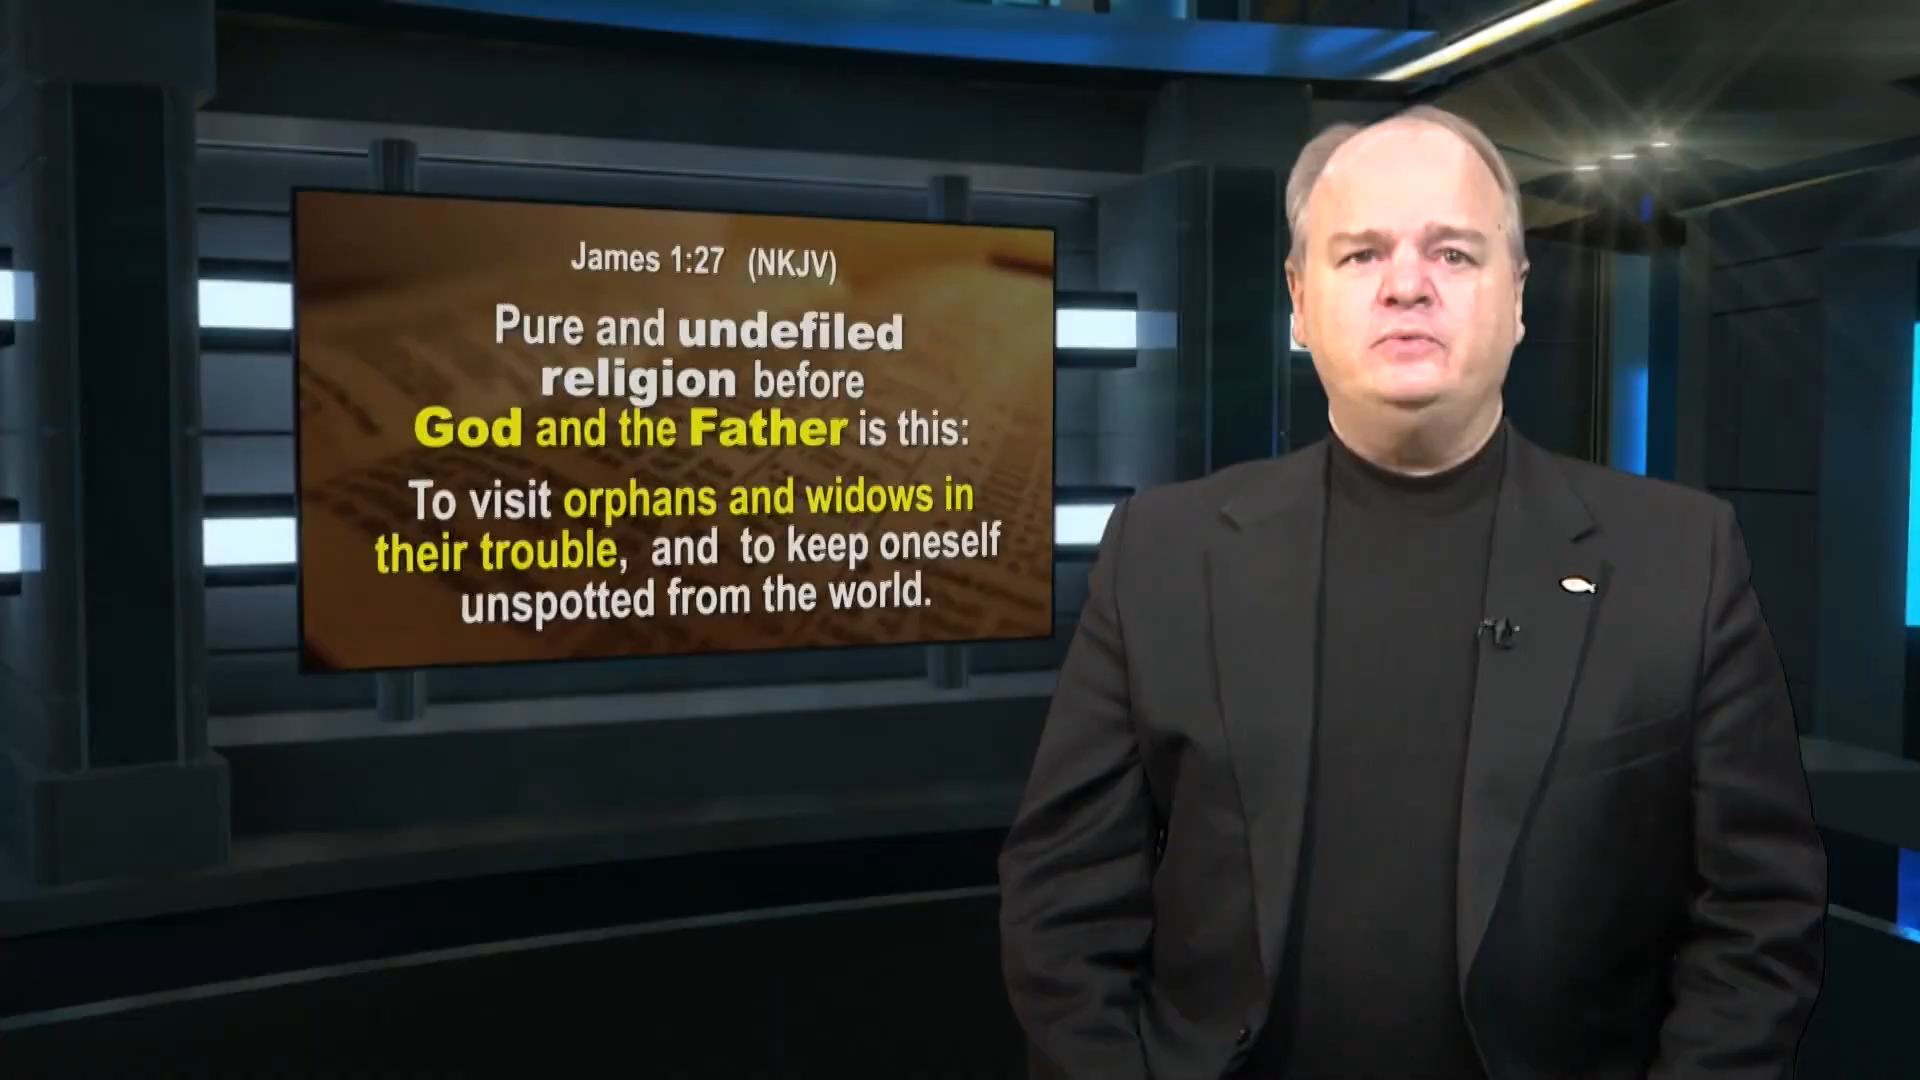 James 1:27 (NKJV)
Pure and undefiled
religion before
God and the Father is this:
To visit orphans and widows in
their trouble, and to keep oneself
unspotted from the world.